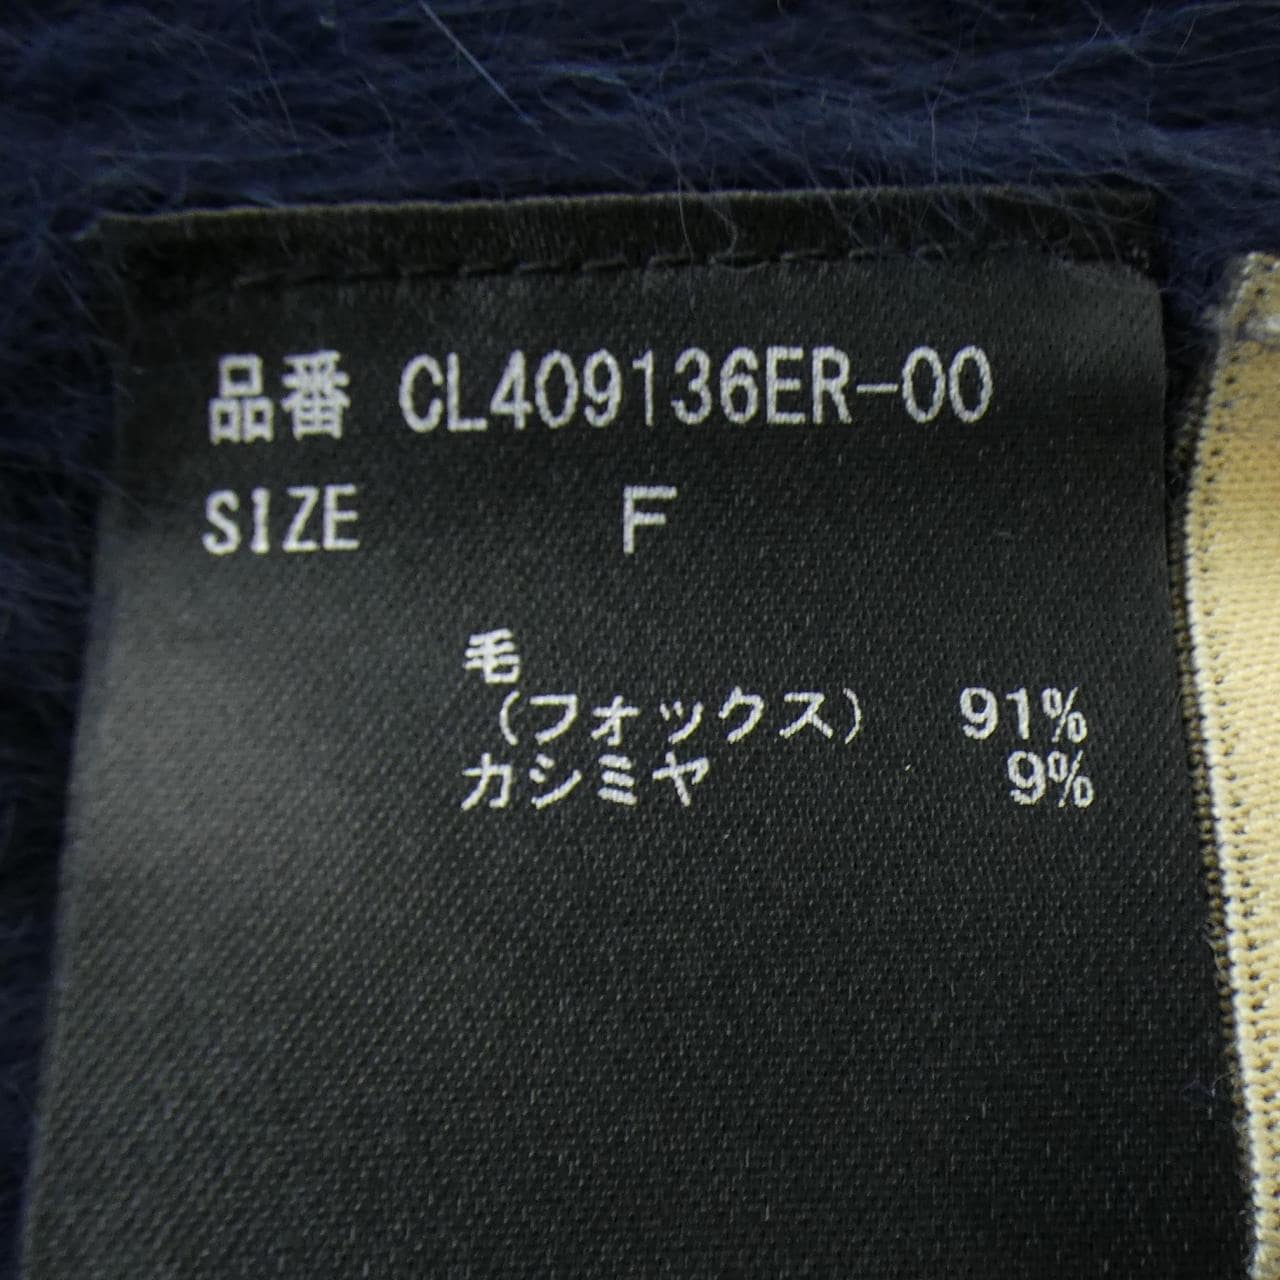 品番 CL409136ER-00
SIZE F
毛
(フォックス) 91%
カシミヤ 9%